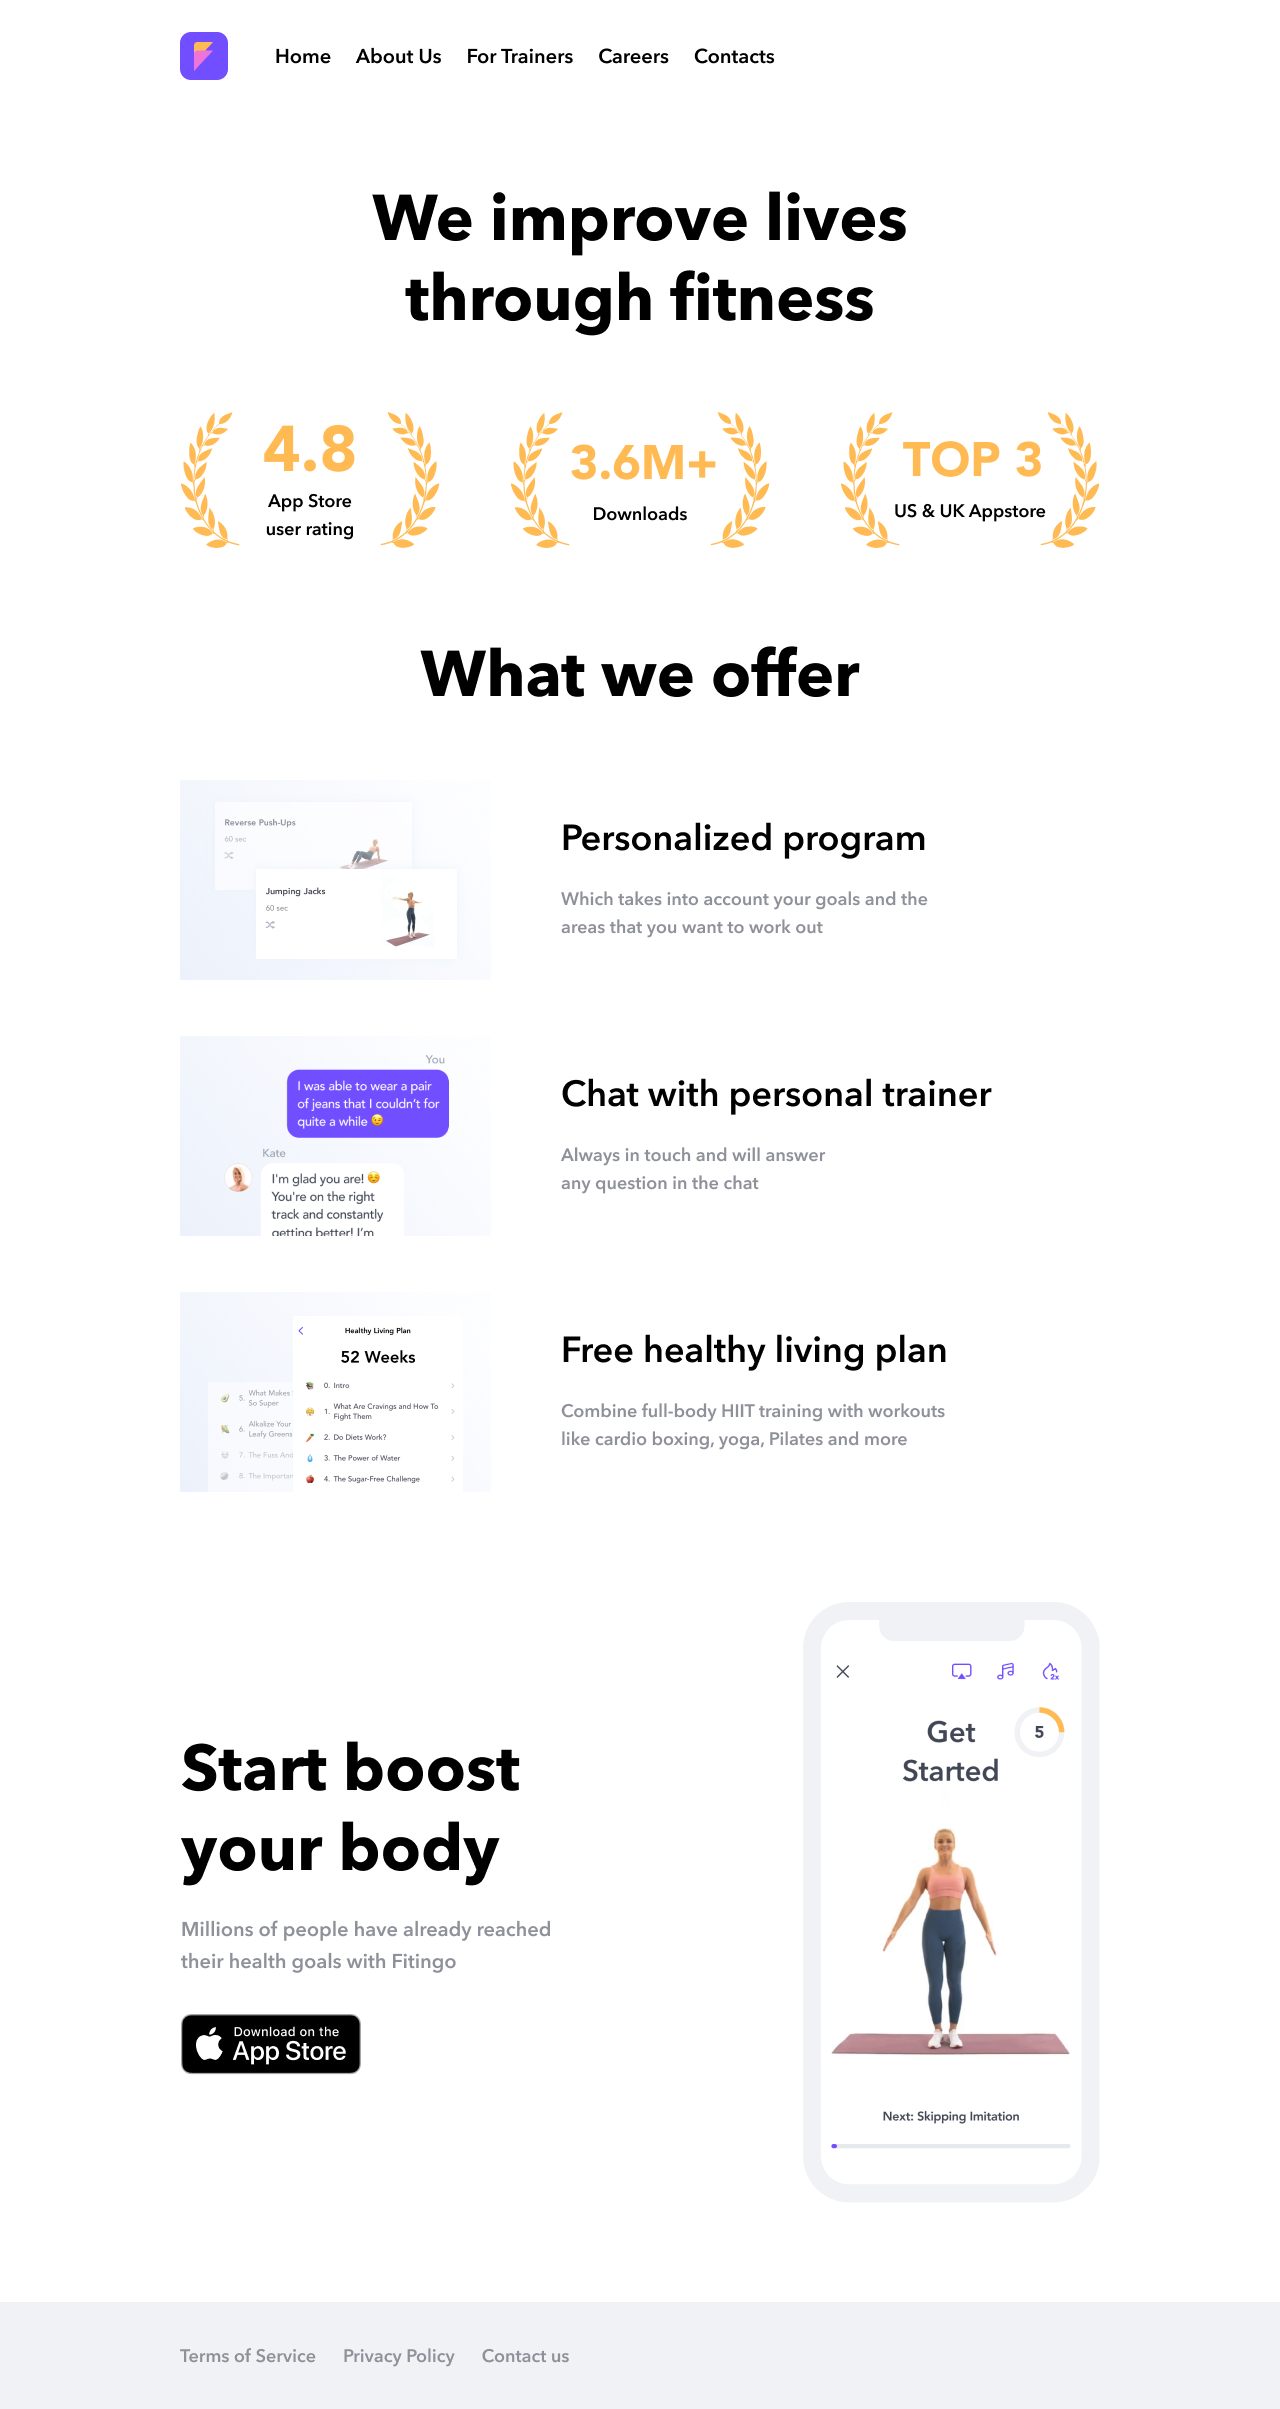 Home About Us For Trainers Careers Contacts
We improve lives
through fitness
4.8
App Store
user rating
3.6M+
Downloads
TOP 3
US & UK Appstore
What we offer
Reverse Push-Ups
60 sec
Jumping Jacks
60 sec
Personalized program
Which takes into account your goals and the
areas that you want to work out
You
I was able to wear a pair
of jeans that I couldn't for
quite a while 😏
Kate
I'm glad you are! ☺️
You're on the right
track and constantly
getting better! I'm
Chat with personal trainer
Always in touch and will answer
any question in the chat
5. What Makes
So Super
6. Alkalize Your
Leafy Greens
7. The Fuss And
8. The Importan
Healthy Living Plan
52 Weeks
0. Intro
1. What Are Cravings and How To
Fight Them
2. Do Diets Work?
3. The Power of Water
4. The Sugar-Free Challenge
Free healthy living plan
Combine full-body HIIT training with workouts
like cardio boxing, yoga, Pilates and more
Start boost
your body
Millions of people have already reached
their health goals with Fitingo
Download on the
App Store
2x
Get
Started
5
Next: Skipping Imitation
Terms of Service Privacy Policy Contact us